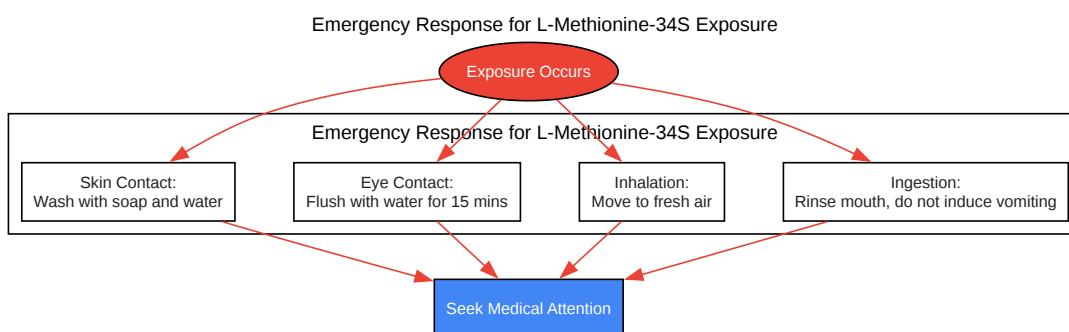 Emergency Response for L-Methionine-34S Exposure
Exposure Occurs
Emergency Response for L-Methionine-34S Exposure
Skin Contact:
Wash with soap and water
Eye Contact:
Flush with water for 15 mins
Inhalation:
Move to fresh air
Ingestion:
Rinse mouth, do not induce vomiting
Seek Medical Attention